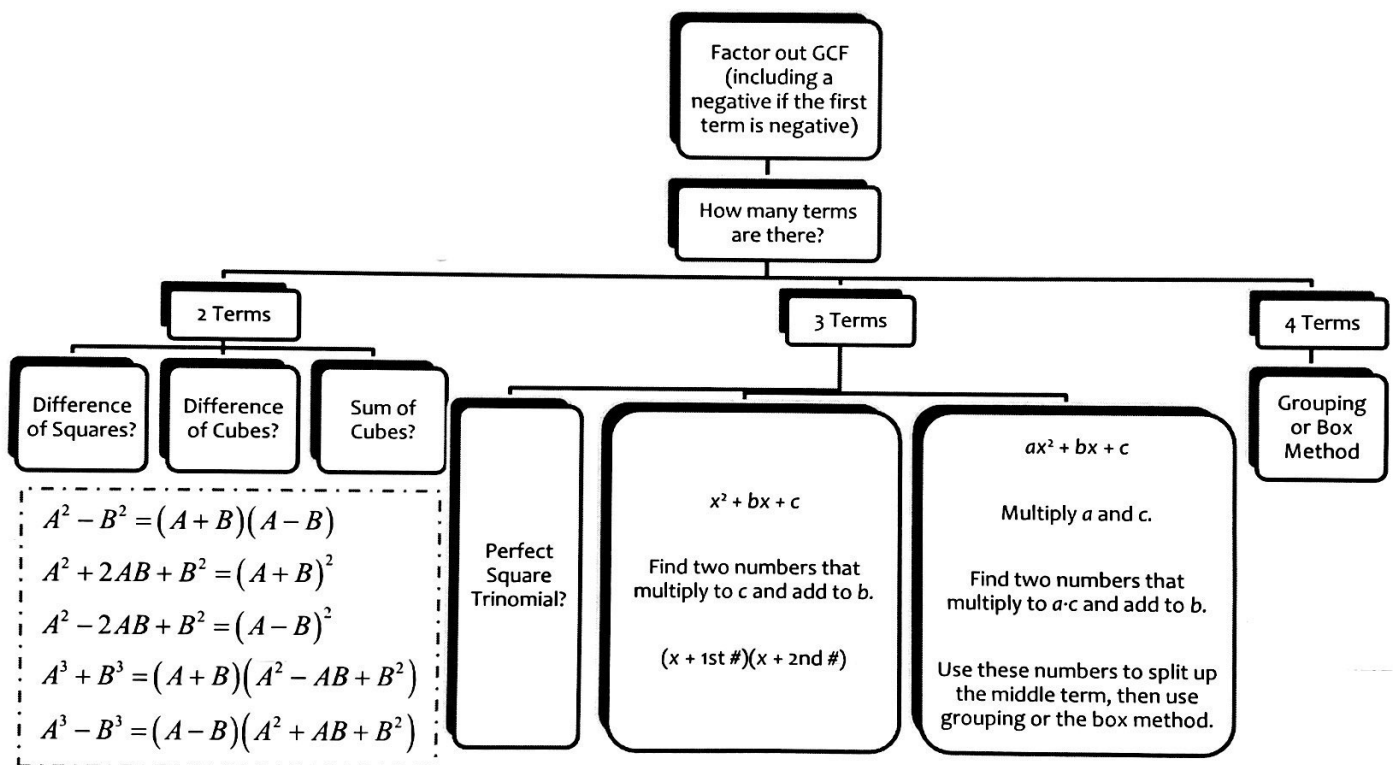 Factor out GCF
(including a
negative if the first
term is negative)
How many terms
are there?
2 Terms
3 Terms
4 Terms
Difference
of Squares?
Difference
of Cubes?
Sum of
Cubes?
Grouping
or Box
Method
A² − B² = (A + B)(A − B)
A² + 2AB + B² = (A + B)²
A² − 2AB + B² = (A − B)²
A³ + B³ = (A + B)(A² − AB + B²)
A³ − B³ = (A − B)(A² + AB + B²)
Perfect
Square
Trinomial?
x² + bx + c
Find two numbers that
multiply to c and add to b.
(x + 1st #)(x + 2nd #)
ax² + bx + c
Multiply a and c.
Find two numbers that
multiply to a·c and add to b.
Use these numbers to split up
the middle term, then use
grouping or the box method.